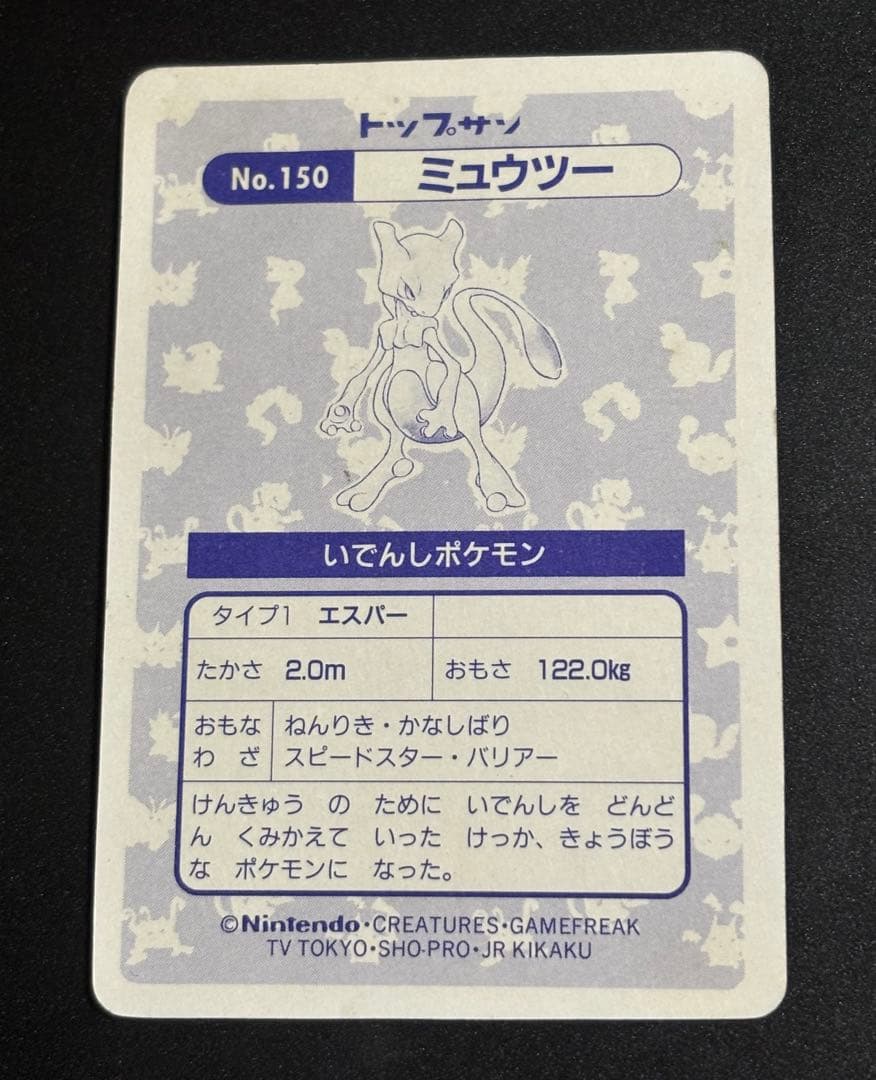 トップサン
No.150 ミュウツー
いでんしポケモン
タイプ1 エスパー
たかさ 2.0m おもさ 122.0kg
おもな ねんりき・かなしばり
わ ざ スピードスター・バリアー
けんきゅう の ために いでんしを どんど
ん くみかえて いった けっか、きょうぼう
な ポケモンに なった。
©Nintendo・CREATURES・GAMEFREAK
TV TOKYO・SHO-PRO・JR KIKAKU